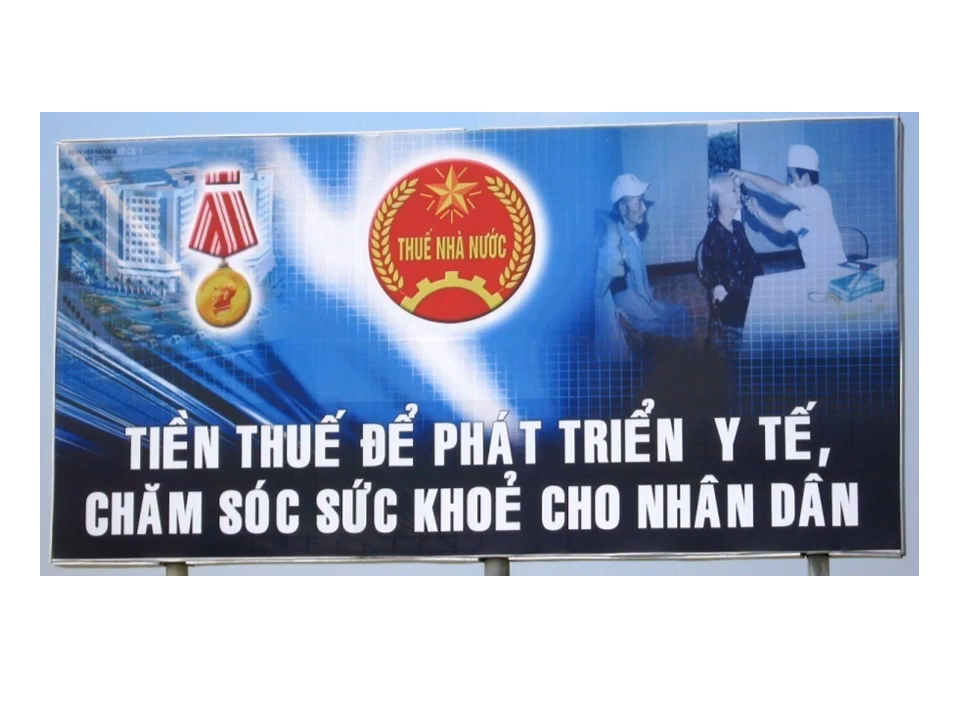 THUẾ NHÀ NƯỚC
TIỀN THUẾ ĐỂ PHÁT TRIỂN Y TẾ,
CHĂM SÓC SỨC KHOẺ CHO NHÂN DÂN